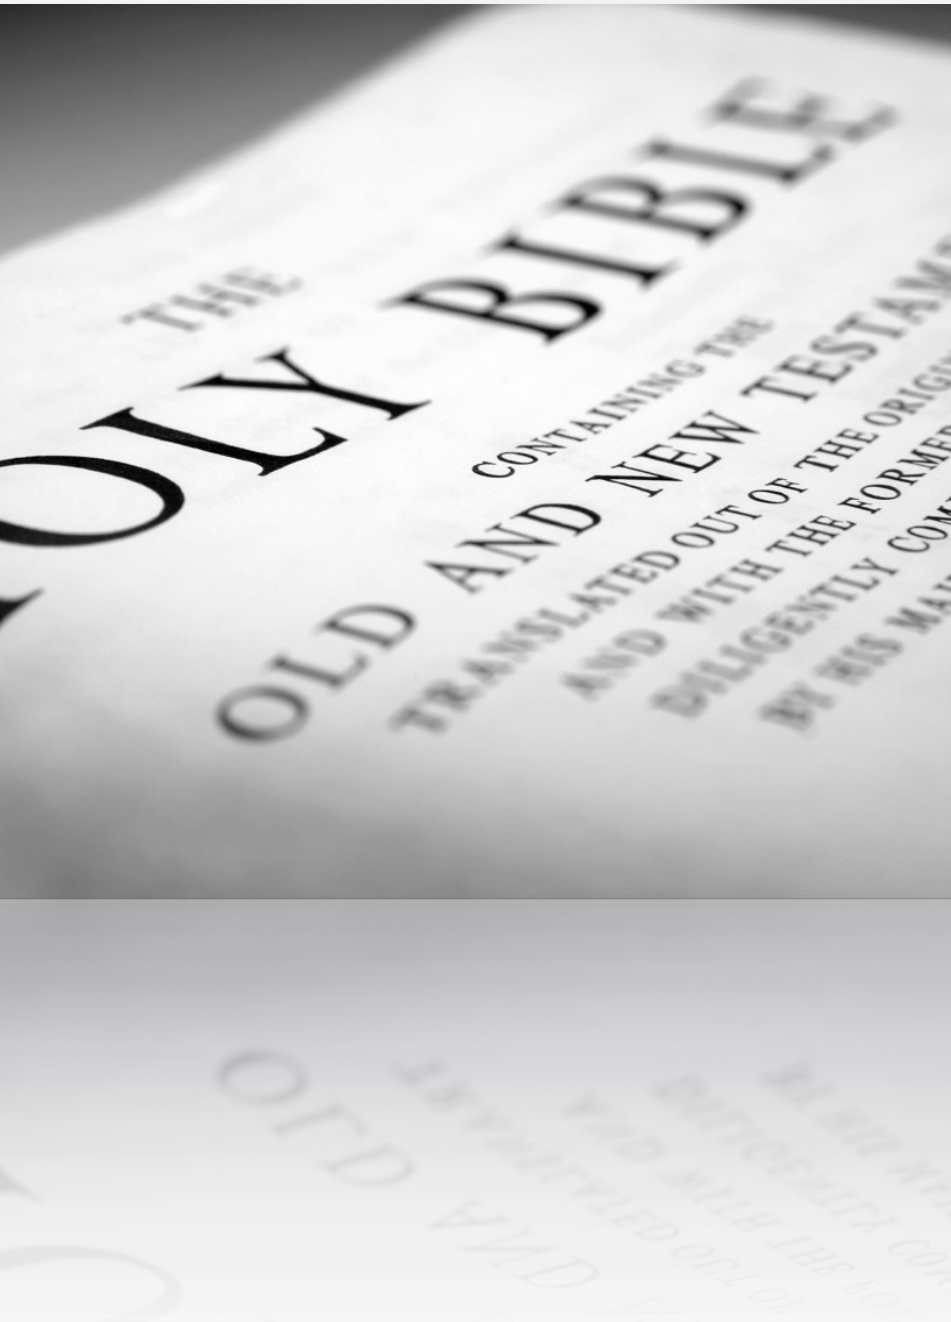 THE
OLY BIBLE
CONTAINING THE
OLD AND NEW TESTAM
TRANSLATED OUT OF THE ORIGI
AND WITH THE FORMER
DILIGENTLY COM
BY HIS MA